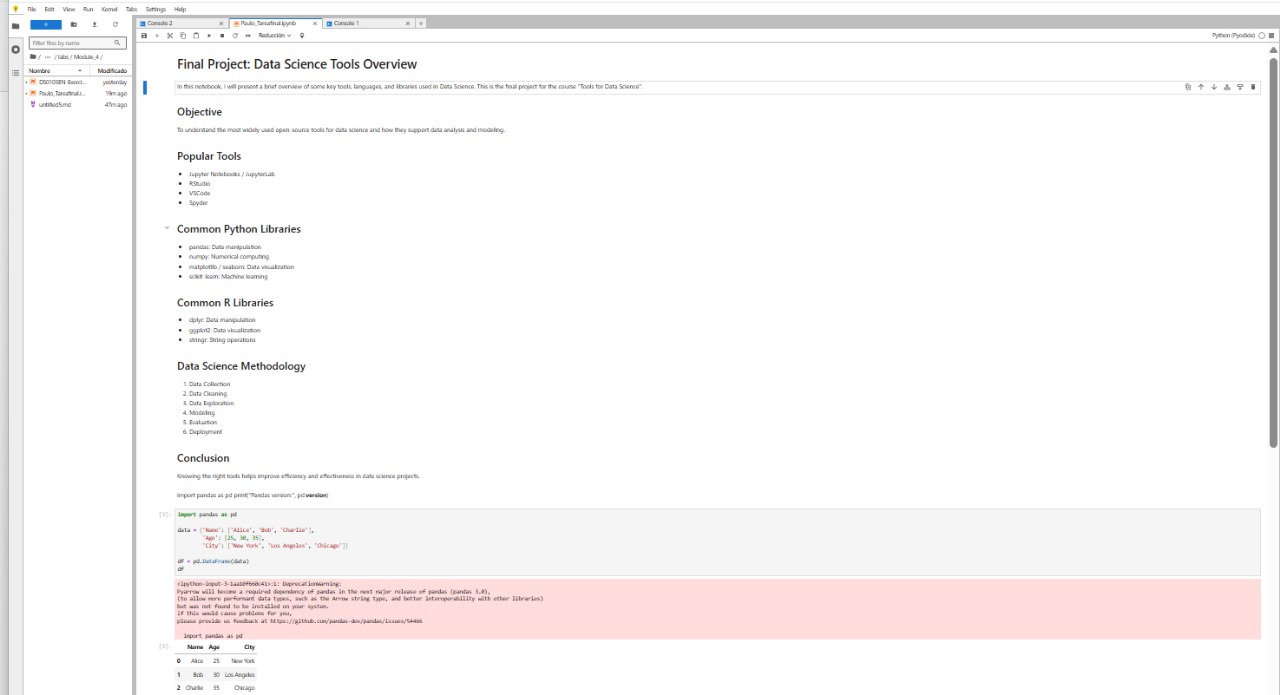 File Edit View Run Kernel Tabs Settings Help
Console 2
Paulo_Tareafinal.ipynb
Console 1
Filter files by name
/ ... / labs / Module_4 /
Reducción
Python (Pyodide)
Nombre Modificado
yesterday
Paulo_Tareafinal.i... 19m ago
untitled5.md 47m ago
Final Project: Data Science Tools Overview
In this notebook, I will present a brief overview of some key tools, languages, and libraries used in Data Science. This is the final project for the course "Tools for Data Science".
Objective
To understand the most widely used open-source tools for data science and how they support data analysis and modeling.
Popular Tools
Jupyter Notebooks / JupyterLab
RStudio
VSCode
Spyder
Common Python Libraries
pandas: Data manipulation
numpy: Numerical computing
matplotlib / seaborn: Data visualization
scikit-learn: Machine learning
Common R Libraries
dplyr: Data manipulation
ggplot2: Data visualization
stringr: String operations
Data Science Methodology
1. Data Collection
2. Data Cleaning
3. Data Exploration
4. Modeling
5. Evaluation
6. Deployment
Conclusion
Knowing the right tools helps improve efficiency and effectiveness in data science projects.
import pandas as pd print("Pandas version:", pd.version)
import pandas as pd
data = {'Name': ['Alice', 'Bob', 'Charlie'],
'Age': [25, 30, 35],
'City': ['New York', 'Los Angeles', 'Chicago']}
df = pd.DataFrame(data)
df
DeprecationWarning:
Pyarrow will become a required dependency of pandas in the next major release of pandas (pandas 3.0),
(to allow more performant data types, such as the Arrow string type, and better interoperability with other libraries)
but was not found to be installed on your system.
If this would cause problems for you,
please provide us feedback at https://github.com/pandas-dev/pandas/issues/54466
import pandas as pd
Name Age City
0 Alice 25 New York
1 Bob 30 Los Angeles
2 Charlie 35 Chicago